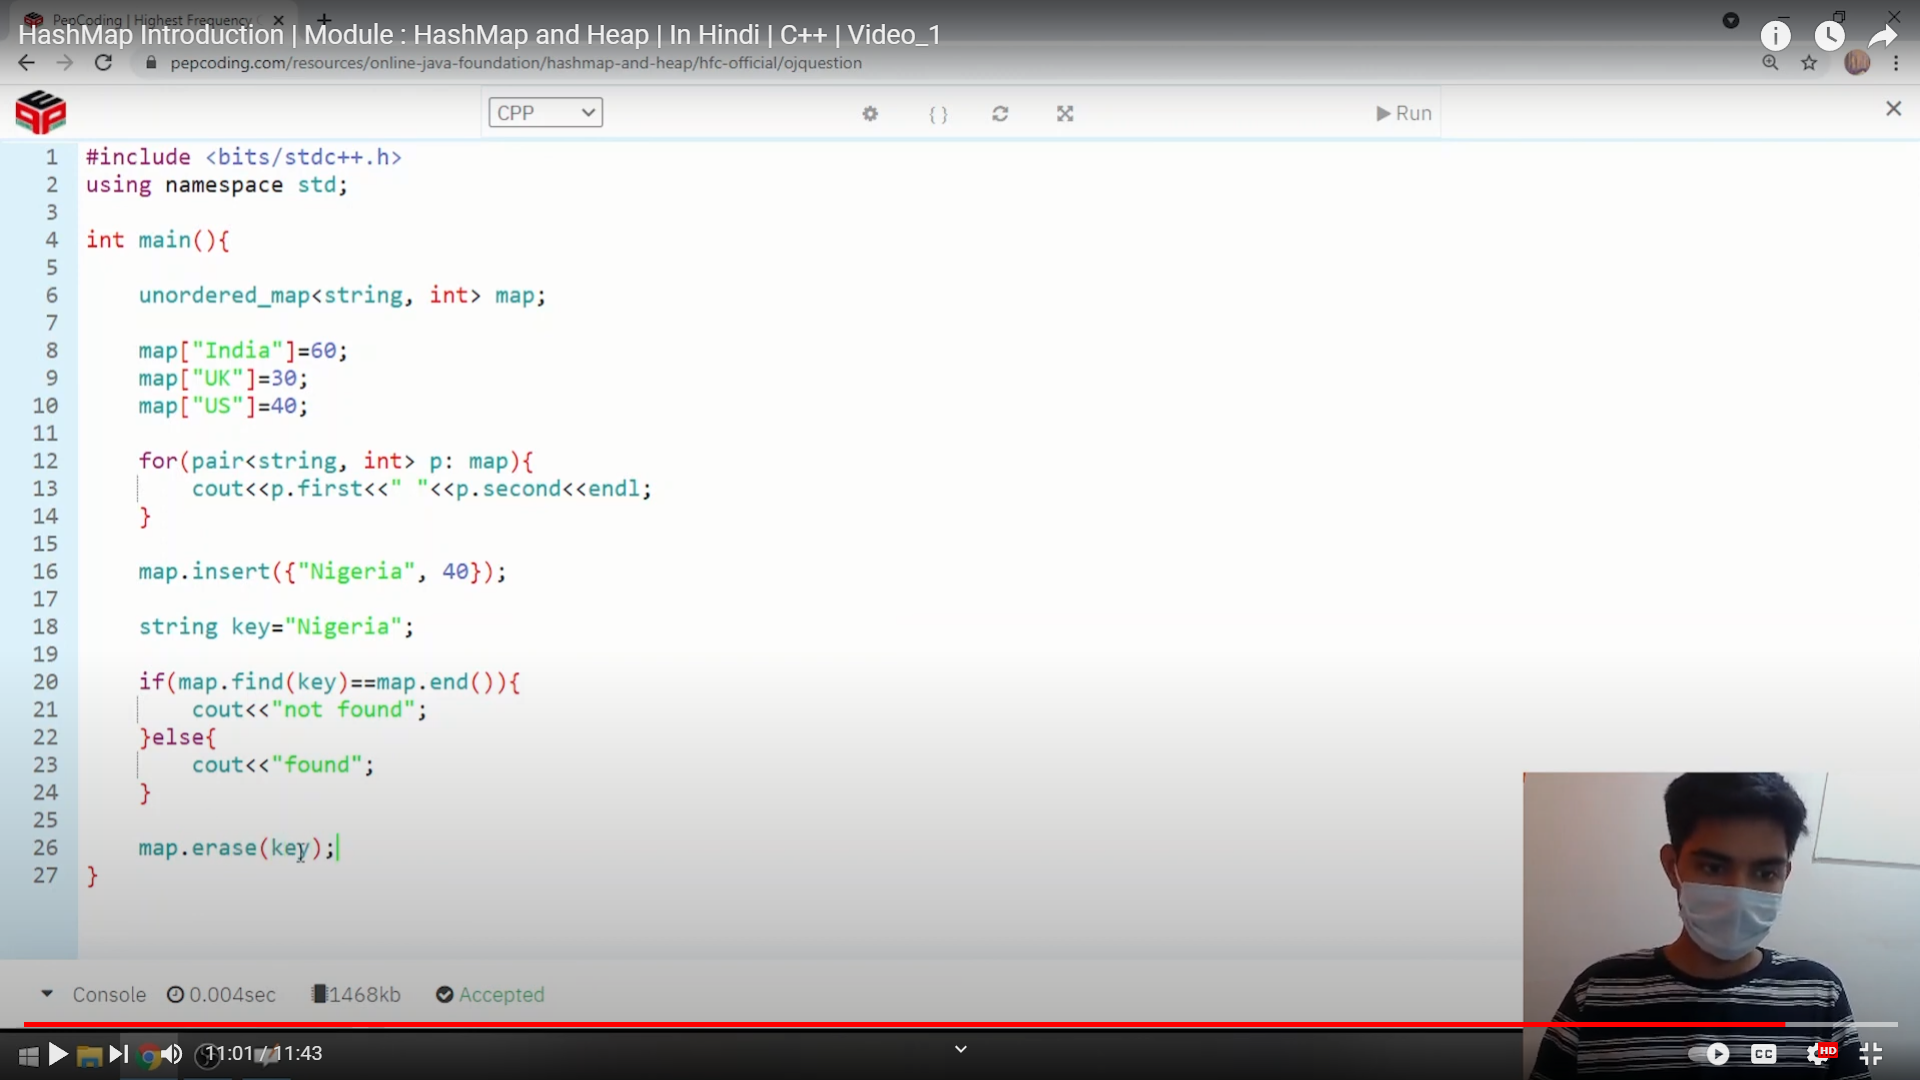 PepCoding | Highest Frequency
HashMap Introduction | Module : HashMap and Heap | In Hindi | C++ | Video_1
pepcoding.com/resources/online-java-foundation/hashmap-and-heap/hfc-official/ojquestion
CPP
{ }
Run
1 #include <bits/stdc++.h>
2 using namespace std;
3
4 int main(){
5
6 unordered_map<string, int> map;
7
8 map["India"]=60;
9 map["UK"]=30;
10 map["US"]=40;
11
12 for(pair<string, int> p: map){
13 cout<<p.first<<" "<<p.second<<endl;
14 }
15
16 map.insert({"Nigeria", 40});
17
18 string key="Nigeria";
19
20 if(map.find(key)==map.end()){
21 cout<<"not found";
22 }else{
23 cout<<"found";
24 }
25
26 map.erase(key);
27 }
Console 0.004sec 1468kb Accepted
11:01 / 11:43
CC HD